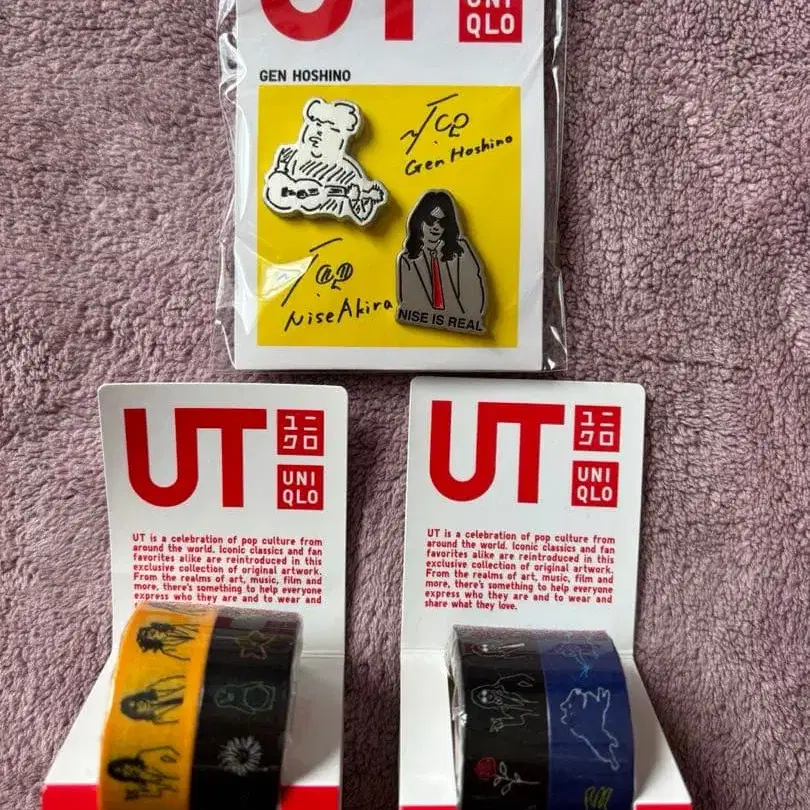 UT
UNI
QLO
GEN HOSHINO
Gen Hoshino
Nise Akira
NISE IS REAL
UT
ユニ
クロ
UNI
QLO
UT is a celebration of pop culture from
around the world. Iconic classics and fan
favorites alike are reintroduced in this
exclusive collection of original artwork.
From the realms of art, music, film and
more, there's something to help everyone
express who they are and to wear and
UT
ユニ
クロ
UNI
QLO
UT is a celebration of pop culture from
around the world. Iconic classics and fan
favorites alike are reintroduced in this
exclusive collection of original artwork.
From the realms of art, music, film and
more, there's something to help everyone
express who they are and to wear and
share what they love.